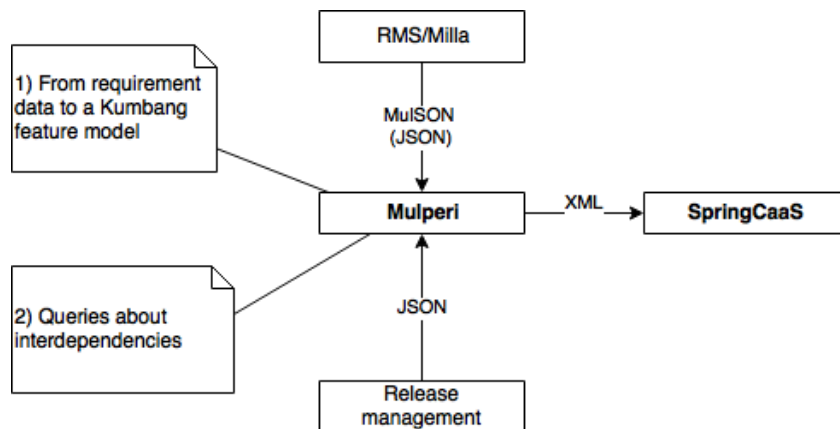 RMS/Milla
1) From requirement
data to a Kumbang
feature model
MulSON
(JSON)
Mulperi
XML
SpringCaaS
2) Queries about
interdependencies
JSON
Release
management